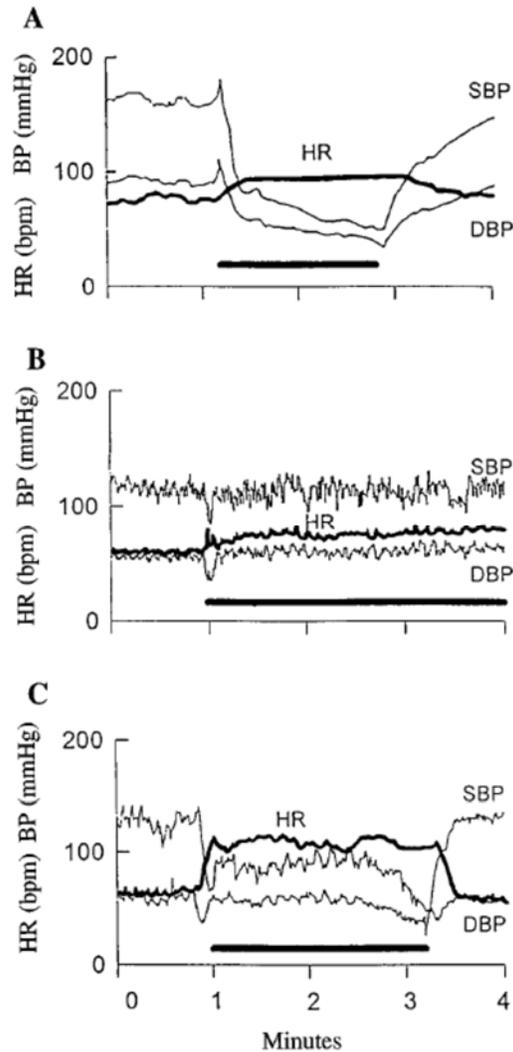 A
200
SBP
HR
100
DBP
0
HR (bpm) BP (mmHg)
B
200
SBP
100
HR
DBP
0
HR (bpm) BP (mmHg)
C
200
SBP
HR
100
DBP
0
HR (bpm) BP (mmHg)
0 1 2 3 4
Minutes